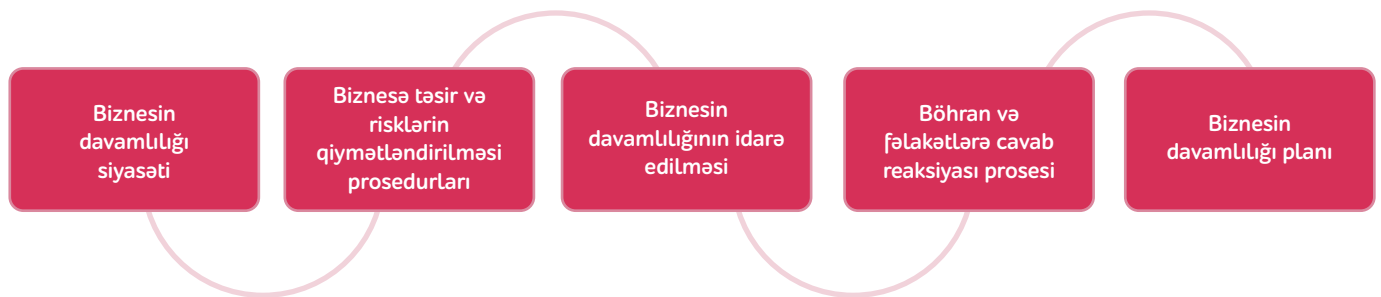 Biznesin
davamlılığı
siyasəti
Biznesə təsir və
risklərin
qiymətləndirilməsi
prosedurları
Biznesin
davamlılığının idarə
edilməsi
Böhran və
fəlakətlərə cavab
reaksiyası prosesi
Biznesin
davamlılığı planı